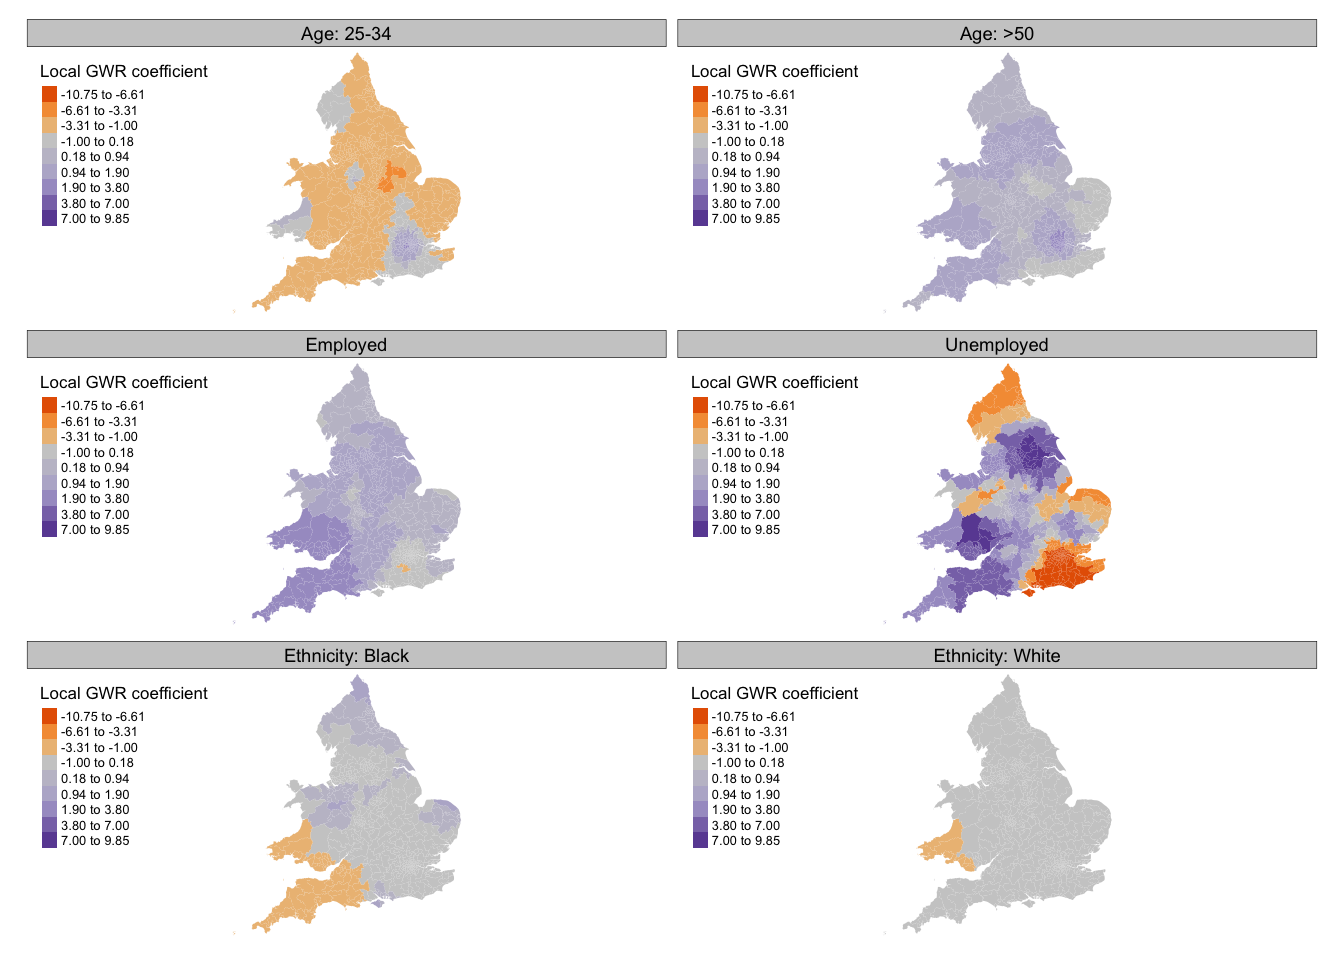 Age: 25-34
Local GWR coefficient
-10.75 to -6.61
-6.61 to -3.31
-3.31 to -1.00
-1.00 to 0.18
0.18 to 0.94
0.94 to 1.90
1.90 to 3.80
3.80 to 7.00
7.00 to 9.85
Age: >50
Local GWR coefficient
-10.75 to -6.61
-6.61 to -3.31
-3.31 to -1.00
-1.00 to 0.18
0.18 to 0.94
0.94 to 1.90
1.90 to 3.80
3.80 to 7.00
7.00 to 9.85
Employed
Local GWR coefficient
-10.75 to -6.61
-6.61 to -3.31
-3.31 to -1.00
-1.00 to 0.18
0.18 to 0.94
0.94 to 1.90
1.90 to 3.80
3.80 to 7.00
7.00 to 9.85
Unemployed
Local GWR coefficient
-10.75 to -6.61
-6.61 to -3.31
-3.31 to -1.00
-1.00 to 0.18
0.18 to 0.94
0.94 to 1.90
1.90 to 3.80
3.80 to 7.00
7.00 to 9.85
Ethnicity: Black
Local GWR coefficient
-10.75 to -6.61
-6.61 to -3.31
-3.31 to -1.00
-1.00 to 0.18
0.18 to 0.94
0.94 to 1.90
1.90 to 3.80
3.80 to 7.00
7.00 to 9.85
Ethnicity: White
Local GWR coefficient
-10.75 to -6.61
-6.61 to -3.31
-3.31 to -1.00
-1.00 to 0.18
0.18 to 0.94
0.94 to 1.90
1.90 to 3.80
3.80 to 7.00
7.00 to 9.85